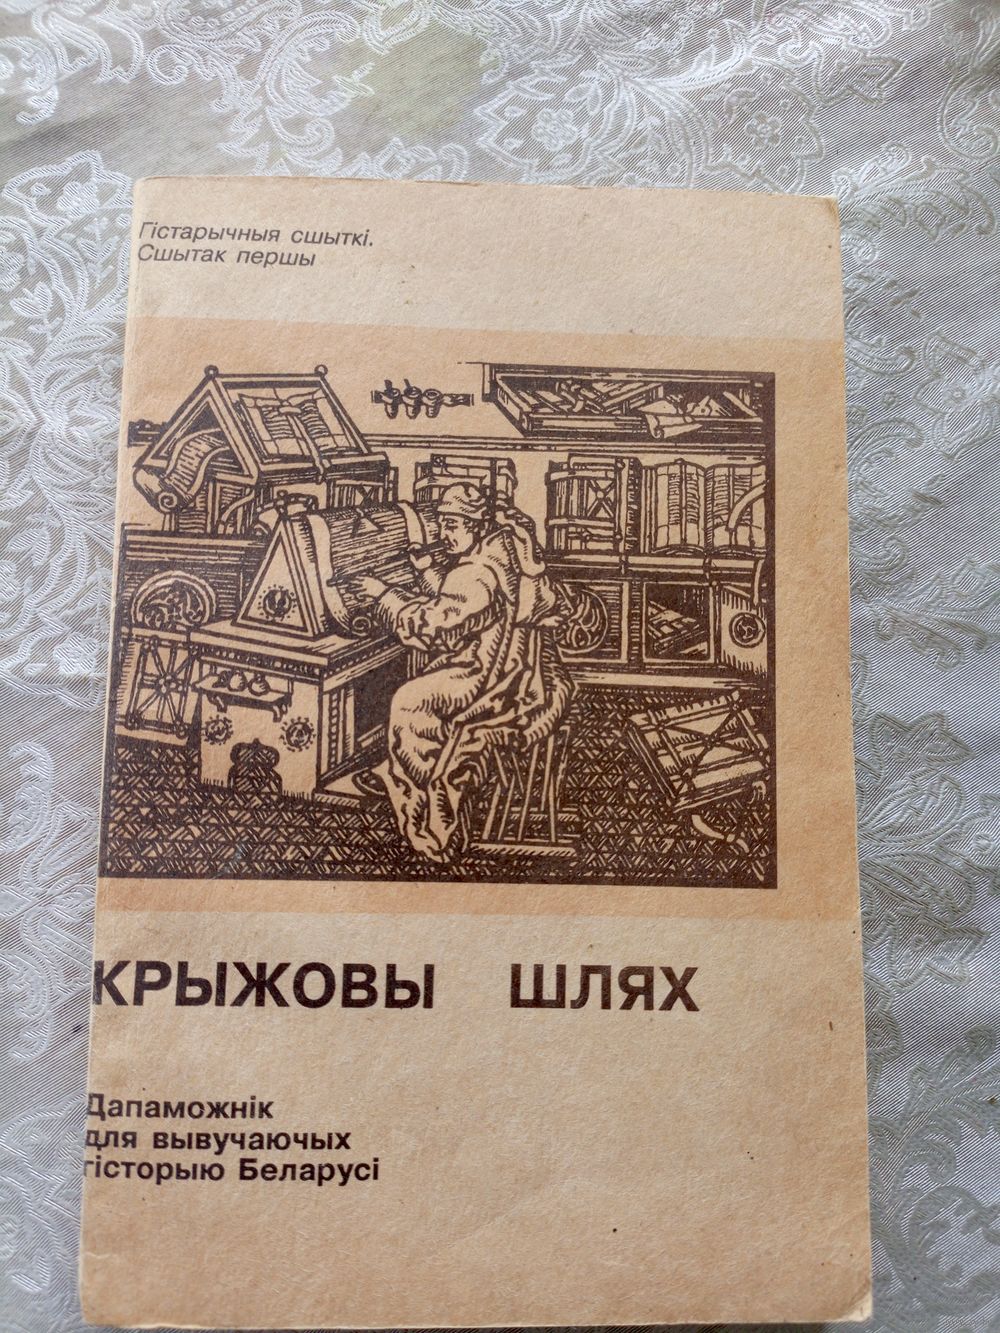 Гістарычныя сшыткі.
Сшытак першы
КРЫЖОВЫ ШЛЯХ
Дапаможнік
для вывучаючых
гісторыю Беларусі